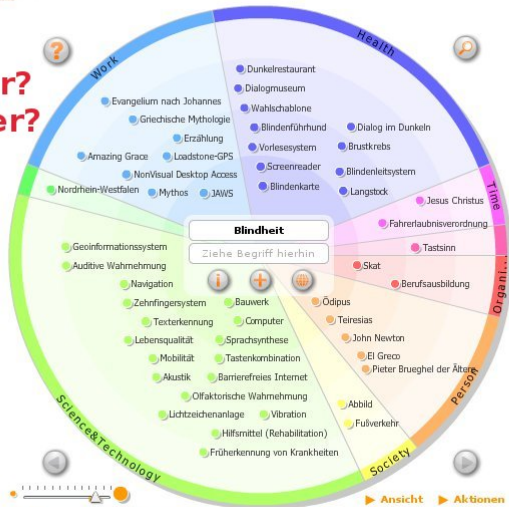 r?
er?
Work
Health
Time
Organi...
Person
Society
Science&Technology
Dunkelrestaurant
Dialogmuseum
Wahlschablone
Blindenführhund
Dialog im Dunkeln
Vorlesesystem
Brustkrebs
Screenreader
Blindenleitsystem
Blindenkarte
Langstock
Evangelium nach Johannes
Griechische Mythologie
Erzählung
Amazing Grace
Loadstone-GPS
NonVisual Desktop Access
Nordrhein-Westfalen
Mythos
JAWS
Jesus Christus
Fahrerlaubnisverordnung
Tastsinn
Skat
Berufsausbildung
Blindheit
Ziehe Begriff hierhin
Geoinformationssystem
Auditive Wahrnehmung
Navigation
Zehnfingersystem
Bauwerk
Texterkennung
Computer
Lebensqualität
Sprachsynthese
Mobilität
Tastenkombination
Akustik
Barrierefreies Internet
Olfaktorische Wahrnehmung
Lichtzeichenanlage
Vibration
Hilfsmittel (Rehabilitation)
Früherkennung von Krankheiten
Ödipus
Teiresias
John Newton
El Greco
Pieter Brueghel der Ältere
Abbild
Fußverkehr
Ansicht
Aktionen